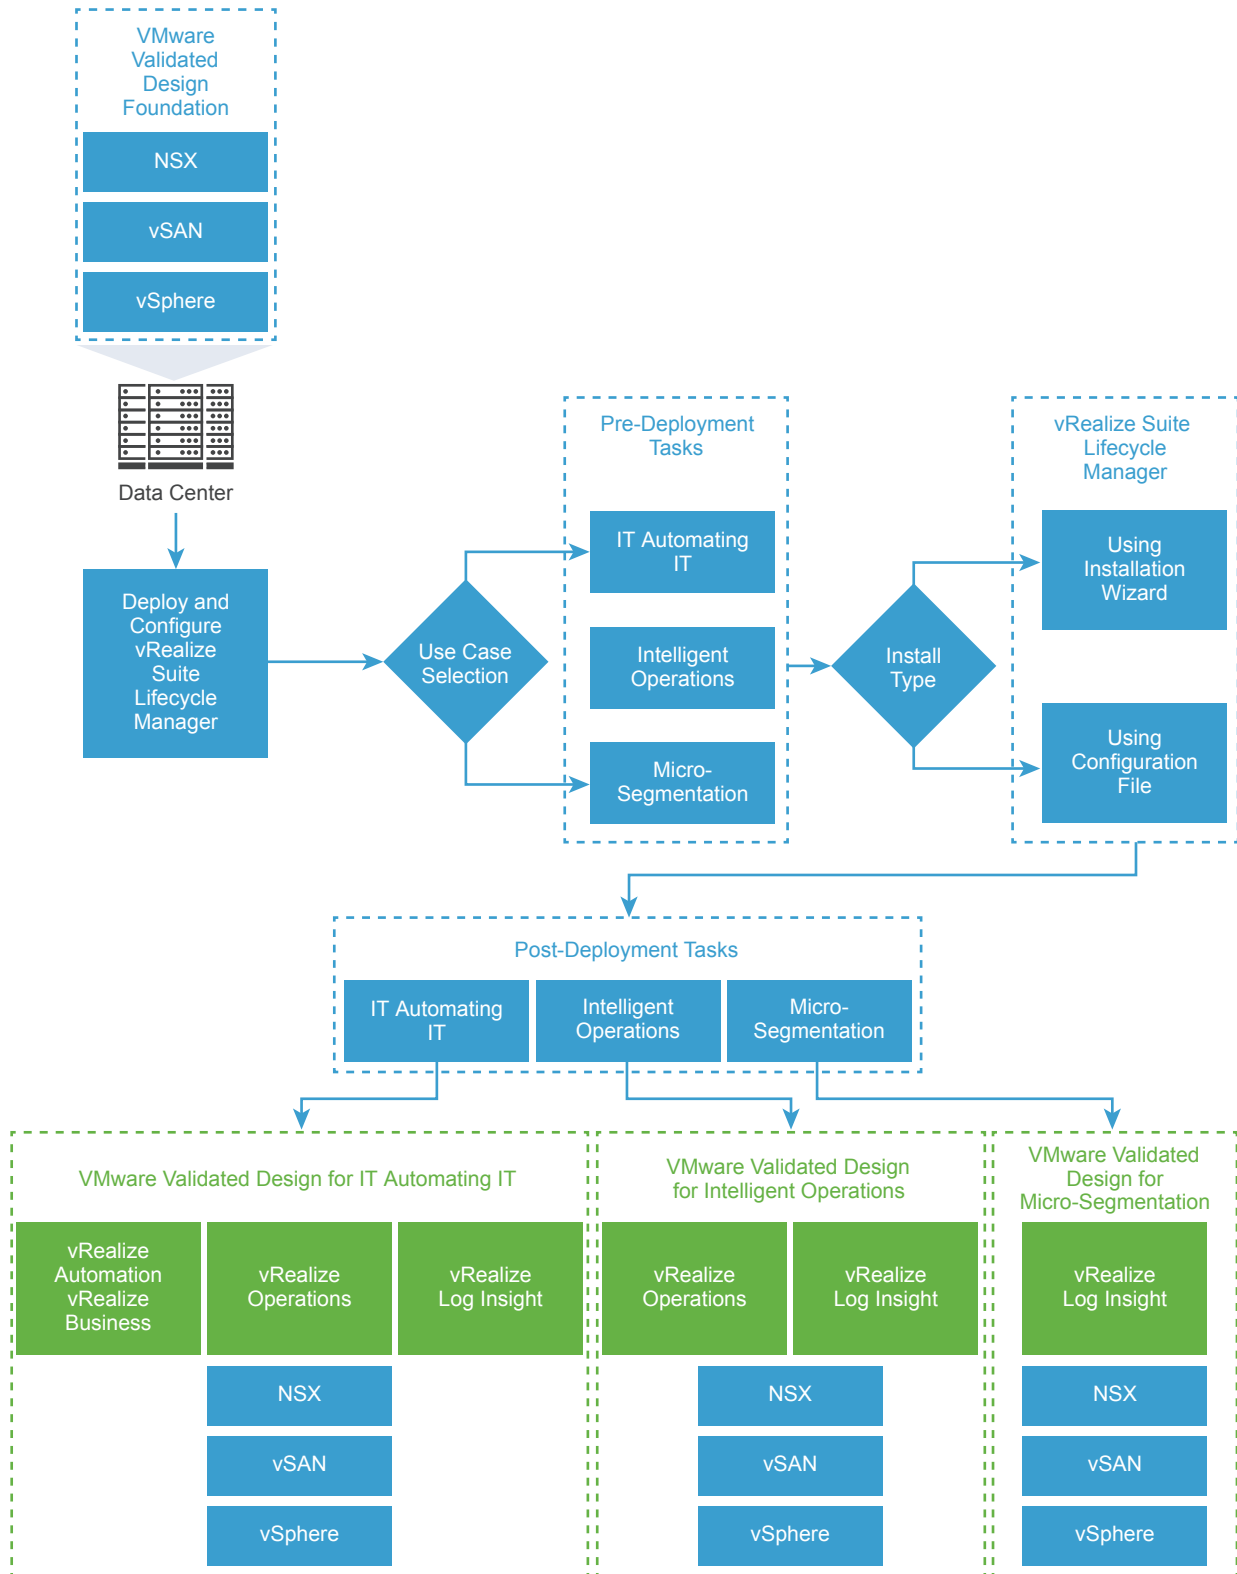 VMware
Validated
Design
Foundation
NSX
vSAN
vSphere
Data Center
Deploy and
Configure
vRealize
Suite
Lifecycle
Manager
Use Case
Selection
Pre-Deployment
Tasks
IT Automating
IT
Intelligent
Operations
Micro-
Segmentation
Install
Type
vRealize Suite
Lifecycle
Manager
Using
Installation
Wizard
Using
Configuration
File
Post-Deployment Tasks
IT Automating
IT
Intelligent
Operations
Micro-
Segmentation
VMware Validated Design for IT Automating IT
vRealize
Automation
vRealize
Business
vRealize
Operations
vRealize
Log Insight
NSX
vSAN
vSphere
VMware Validated Design
for Intelligent Operations
vRealize
Operations
vRealize
Log Insight
NSX
vSAN
vSphere
VMware Validated
Design for
Micro-Segmentation
vRealize
Log Insight
NSX
vSAN
vSphere